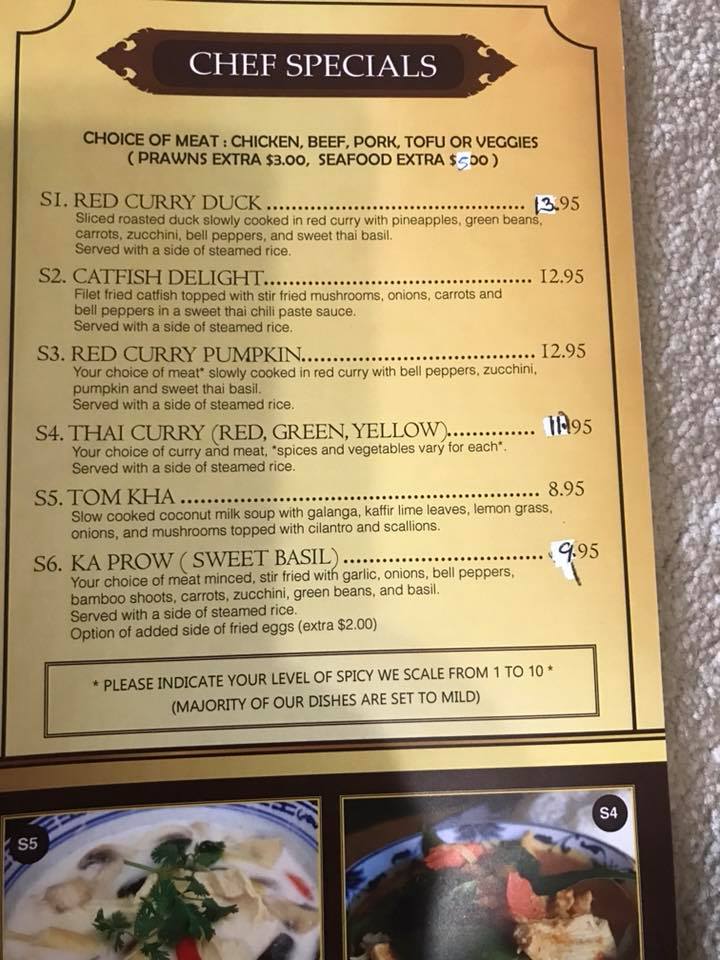 CHEF SPECIALS
CHOICE OF MEAT : CHICKEN, BEEF, PORK, TOFU OR VEGGIES
( PRAWNS EXTRA $3.00, SEAFOOD EXTRA $5.00 )
S1. RED CURRY DUCK ................................................ 13.95
Sliced roasted duck slowly cooked in red curry with pineapples, green beans,
carrots, zucchini, bell peppers, and sweet thai basil.
Served with a side of steamed rice.
S2. CATFISH DELIGHT................................................ 12.95
Filet fried catfish topped with stir fried mushrooms, onions, carrots and
bell peppers in a sweet thai chili paste sauce.
Served with a side of steamed rice.
S3. RED CURRY PUMPKIN.......................................... 12.95
Your choice of meat* slowly cooked in red curry with bell peppers, zucchini,
pumpkin and sweet thai basil.
Served with a side of steamed rice.
S4. THAI CURRY (RED, GREEN, YELLOW)............... 11.95
Your choice of curry and meat, *spices and vegetables vary for each*.
Served with a side of steamed rice.
S5. TOM KHA ................................................................ 8.95
Slow cooked coconut milk soup with galanga, kaffir lime leaves, lemon grass,
onions, and mushrooms topped with cilantro and scallions.
S6. KA PROW ( SWEET BASIL) .................................... 9.95
Your choice of meat minced, stir fried with garlic, onions, bell peppers,
bamboo shoots, carrots, zucchini, green beans, and basil.
Served with a side of steamed rice.
Option of added side of fried eggs (extra $2.00)
* PLEASE INDICATE YOUR LEVEL OF SPICY WE SCALE FROM 1 TO 10 *
(MAJORITY OF OUR DISHES ARE SET TO MILD)
S5
S4